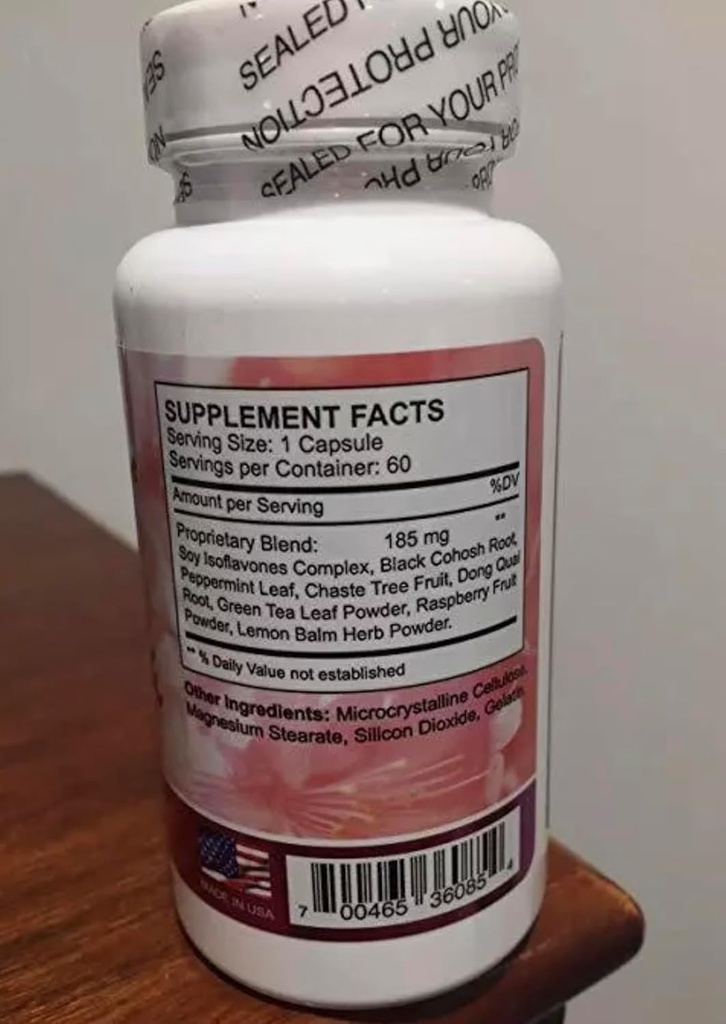 SEALED
YOUR PROTECTION
SEALED FOR YOUR
SUPPLEMENT FACTS
Serving Size: 1 Capsule
Servings per Container: 60
%DV
Amount per Serving
**
Proprietary Blend: 185 mg
Soy Isoflavones Complex, Black Cohosh Root,
Peppermint Leaf, Chaste Tree Fruit, Dong Quai
Root, Green Tea Leaf Powder, Raspberry Fruit
Powder, Lemon Balm Herb Powder.
** % Daily Value not established
Other Ingredients: Microcrystalline Cellulose,
Magnesium Stearate, Silicon Dioxide, Gelatin.
MADE IN USA
7 00465 36085 4